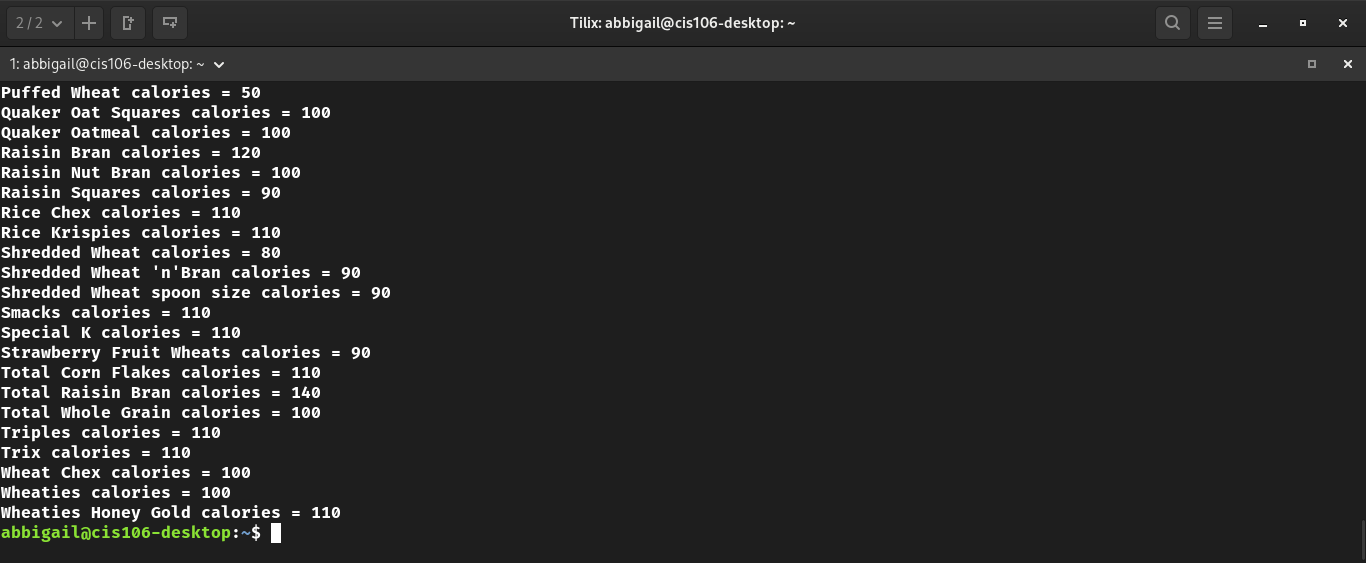 2 / 2
Tilix: abbigail@cis106-desktop: ~
1: abbigail@cis106-desktop: ~
Puffed Wheat calories = 50
Quaker Oat Squares calories = 100
Quaker Oatmeal calories = 100
Raisin Bran calories = 120
Raisin Nut Bran calories = 100
Raisin Squares calories = 90
Rice Chex calories = 110
Rice Krispies calories = 110
Shredded Wheat calories = 80
Shredded Wheat 'n'Bran calories = 90
Shredded Wheat spoon size calories = 90
Smacks calories = 110
Special K calories = 110
Strawberry Fruit Wheats calories = 90
Total Corn Flakes calories = 110
Total Raisin Bran calories = 140
Total Whole Grain calories = 100
Triples calories = 110
Trix calories = 110
Wheat Chex calories = 100
Wheaties calories = 100
Wheaties Honey Gold calories = 110
abbigail@cis106-desktop:~$